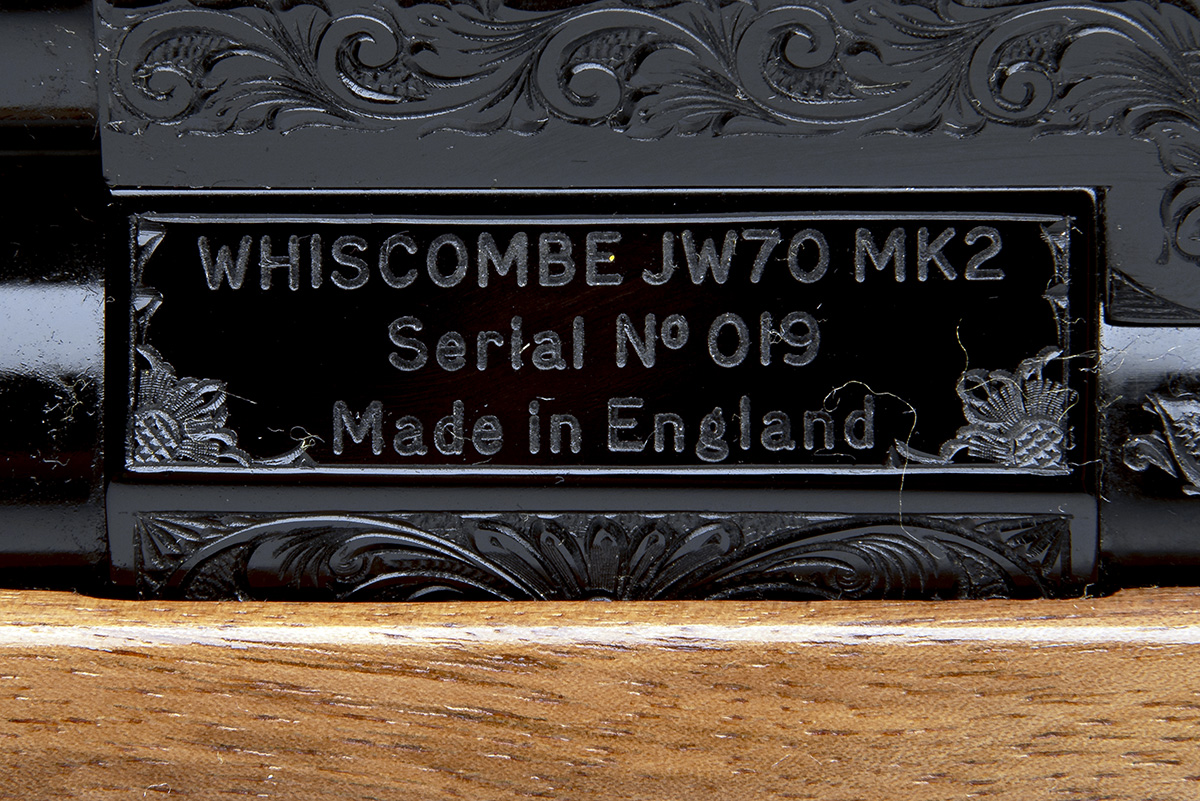 WHISCOMBE JW70 MK2
Serial Nº 019
Made in England